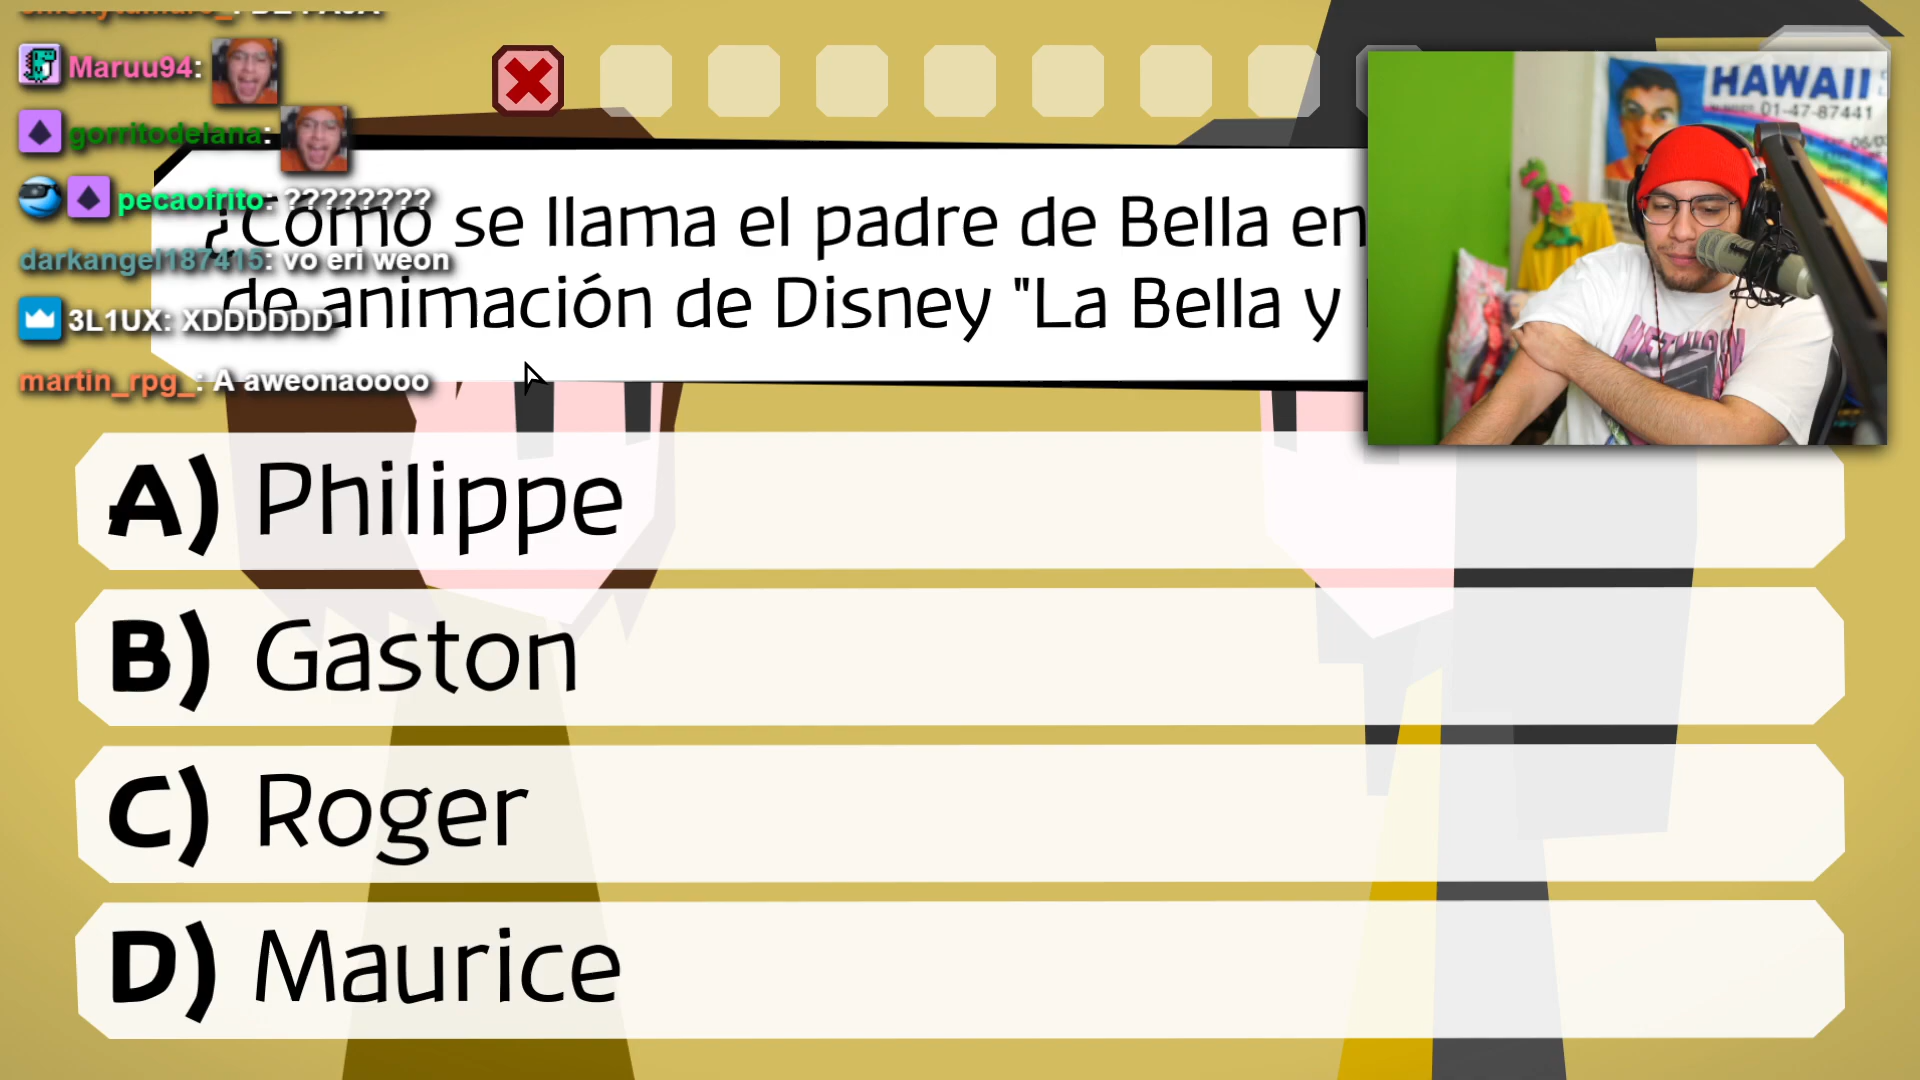 Maruu94:
gorritodelana:
pecaofrito: ????????
darkangel187415: vo eri weon
3L1UX: XDDDDDD
martin_rpg_: A aweonaoooo
¿Cómo se llama el padre de Bella en
de animación de Disney "La Bella y
HAWAII
01-47-87441
A) Philippe
B) Gaston
C) Roger
D) Maurice